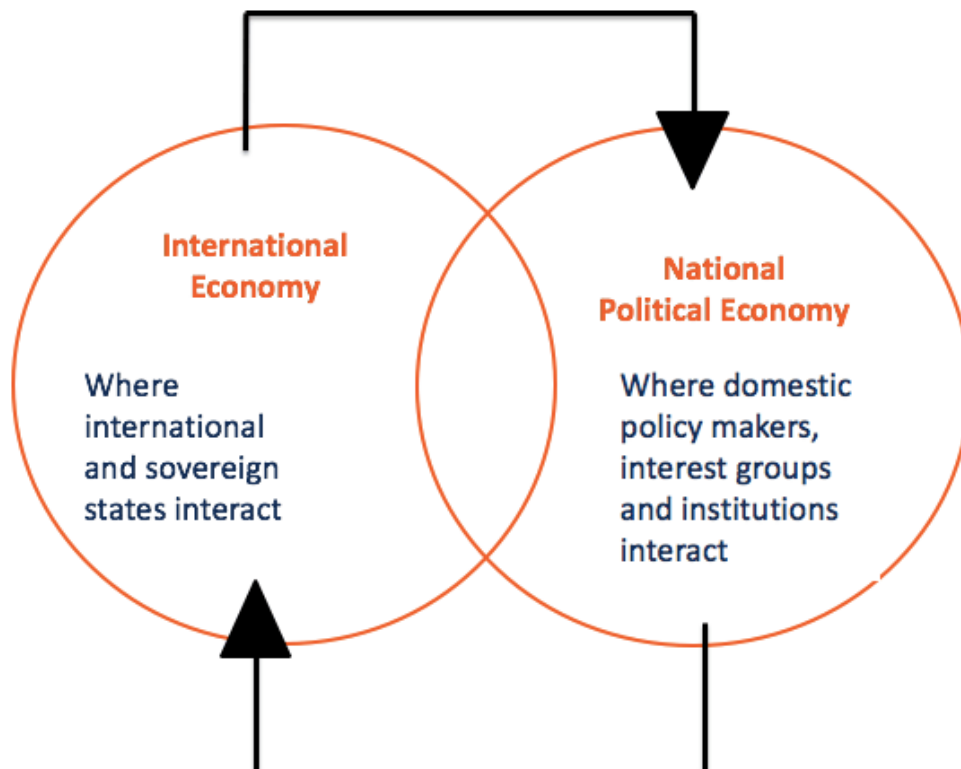 International
Economy
Where
international
and sovereign
states interact
National
Political Economy
Where domestic
policy makers,
interest groups
and institutions
interact